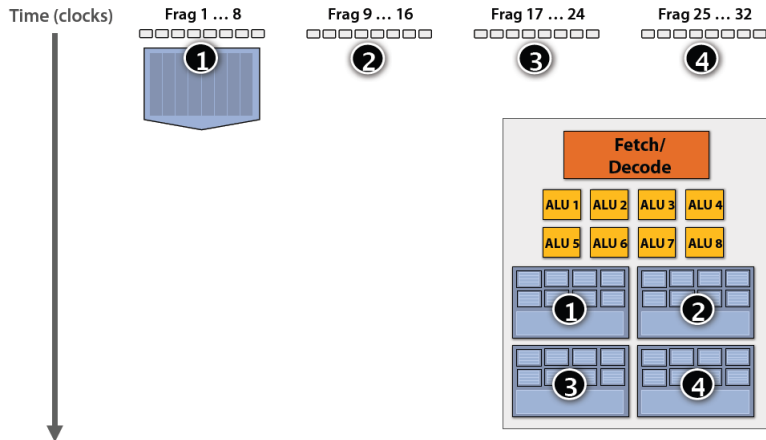 Time (clocks)
Frag 1 … 8
Frag 9 … 16
Frag 17 … 24
Frag 25 … 32
1
2
3
4
Fetch/
Decode
ALU 1
ALU 2
ALU 3
ALU 4
ALU 5
ALU 6
ALU 7
ALU 8
1
2
3
4